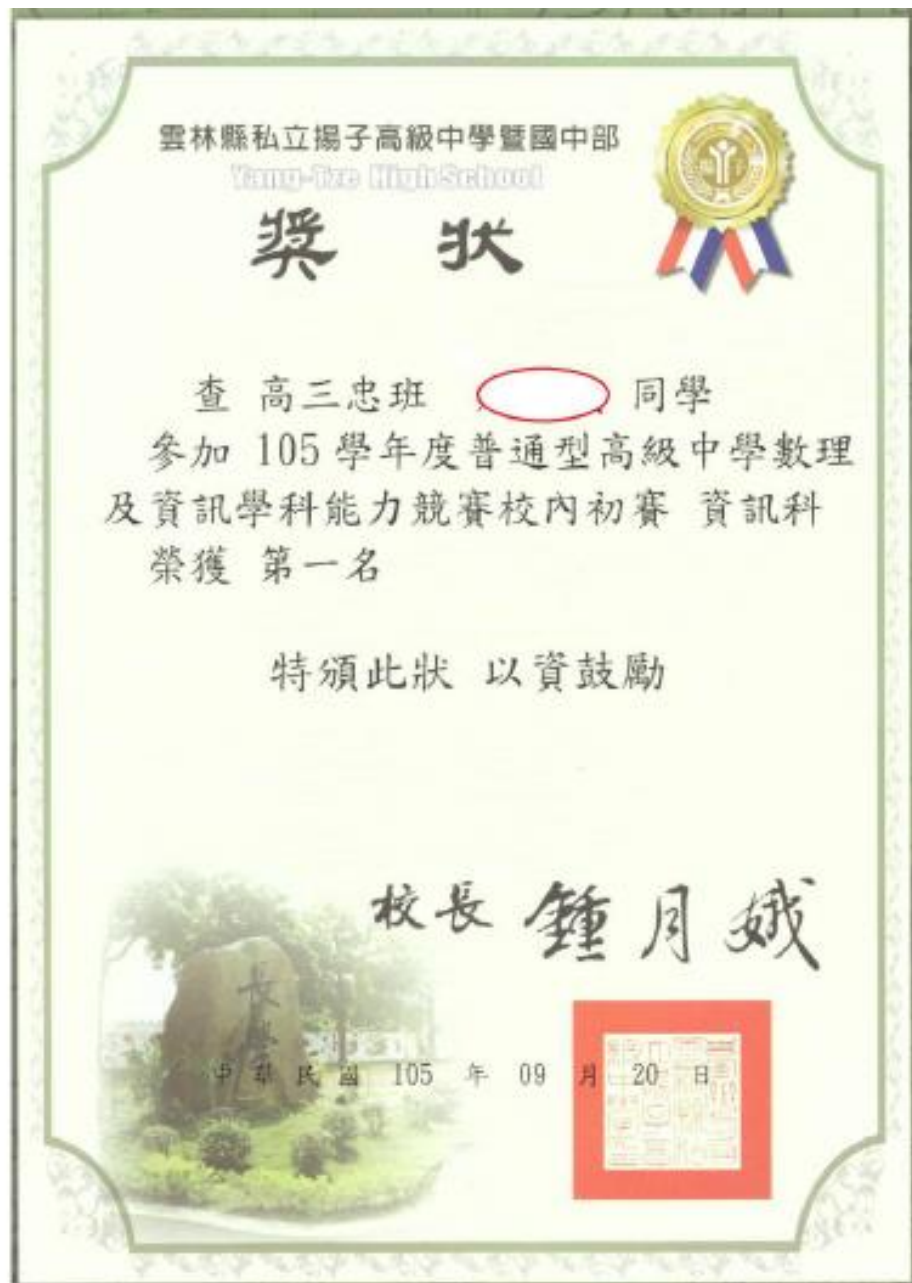 雲林縣私立揚子高級中學暨國中部
Yang-Tze High School
獎 狀
查 高三忠班 同學
參加 105 學年度普通型高級中學數理
及資訊學科能力競賽校內初賽 資訊科
榮獲 第一名
特頒此狀 以資鼓勵
校長 鍾月娥
中華民國 105 年 09 月 20 日